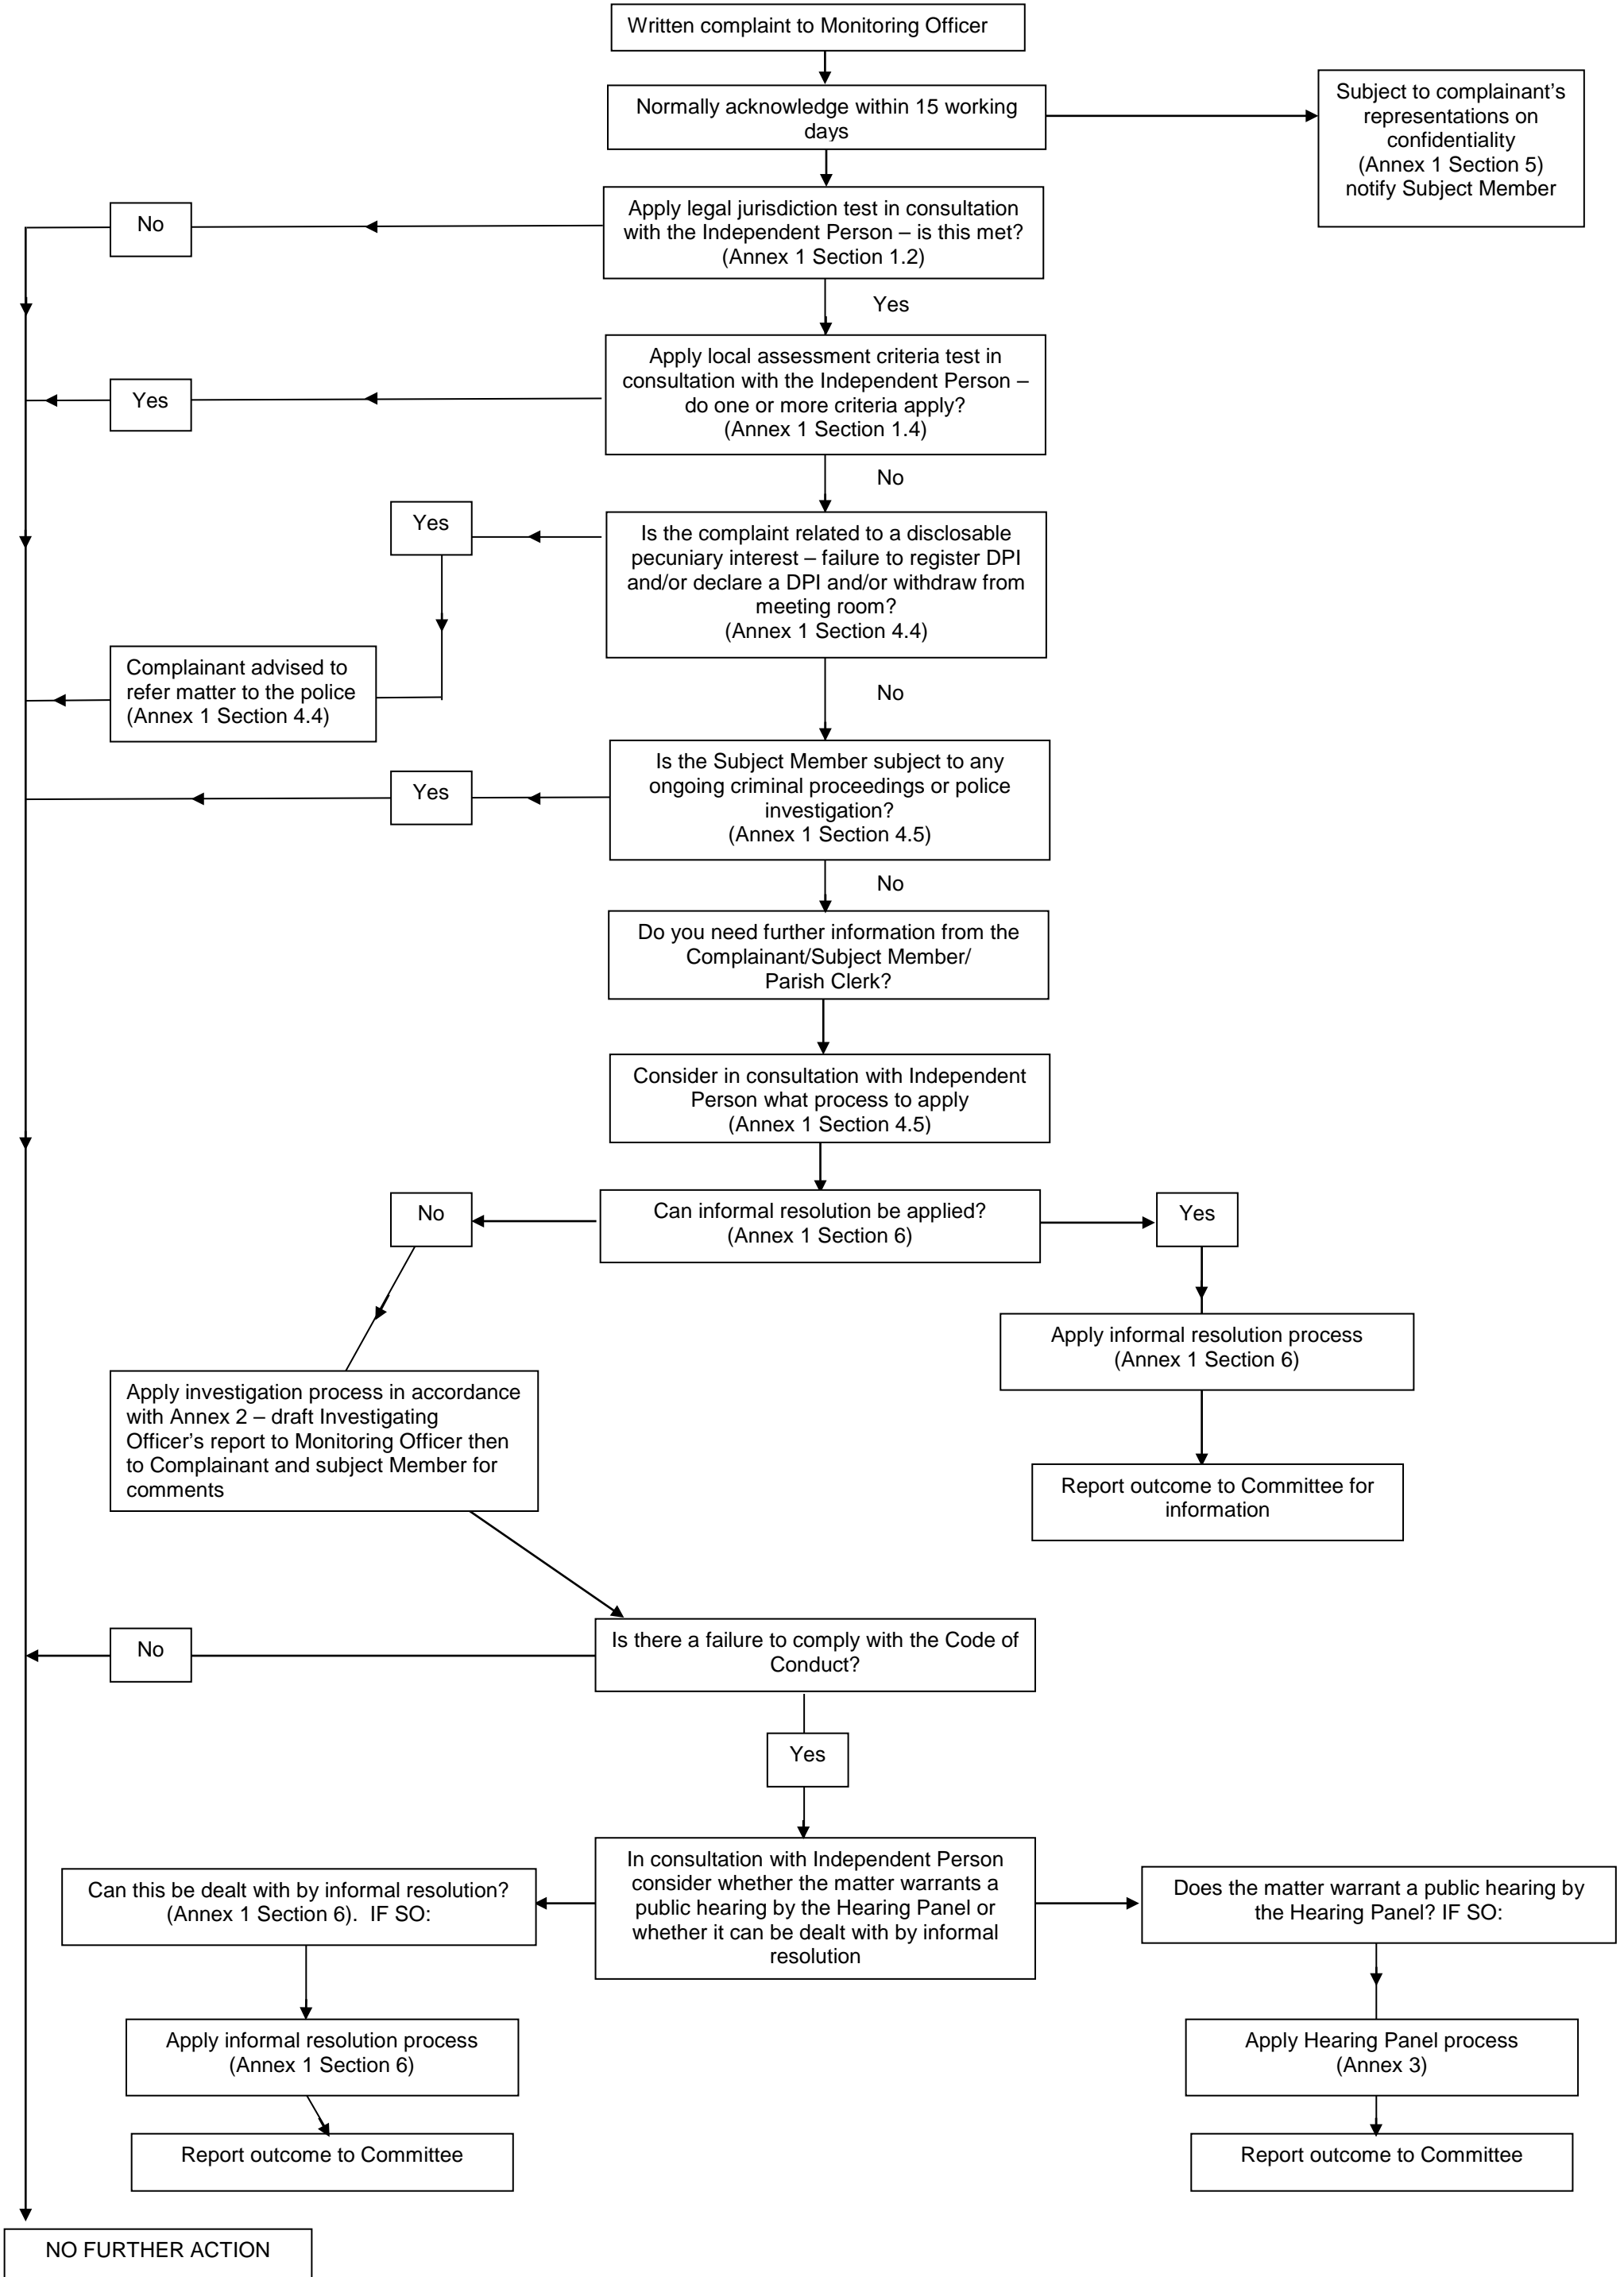 Written complaint to Monitoring Officer
Normally acknowledge within 15 working
days
Subject to complainant’s
representations on
confidentiality
(Annex 1 Section 5)
notify Subject Member
Apply legal jurisdiction test in consultation
with the Independent Person – is this met?
(Annex 1 Section 1.2)
No
Yes
Apply local assessment criteria test in
consultation with the Independent Person –
do one or more criteria apply?
(Annex 1 Section 1.4)
Yes
No
Is the complaint related to a disclosable
pecuniary interest – failure to register DPI
and/or declare a DPI and/or withdraw from
meeting room?
(Annex 1 Section 4.4)
Yes
Complainant advised to
refer matter to the police
(Annex 1 Section 4.4)
No
Is the Subject Member subject to any
ongoing criminal proceedings or police
investigation?
(Annex 1 Section 4.5)
Yes
No
Do you need further information from the
Complainant/Subject Member/
Parish Clerk?
Consider in consultation with Independent
Person what process to apply
(Annex 1 Section 4.5)
Can informal resolution be applied?
(Annex 1 Section 6)
No
Yes
Apply informal resolution process
(Annex 1 Section 6)
Report outcome to Committee for
information
Apply investigation process in accordance
with Annex 2 – draft Investigating
Officer’s report to Monitoring Officer then
to Complainant and subject Member for
comments
Is there a failure to comply with the Code of
Conduct?
No
Yes
In consultation with Independent Person
consider whether the matter warrants a
public hearing by the Hearing Panel or
whether it can be dealt with by informal
resolution
Can this be dealt with by informal resolution?
(Annex 1 Section 6).  IF SO:
Does the matter warrant a public hearing by
the Hearing Panel? IF SO:
Apply informal resolution process
(Annex 1 Section 6)
Apply Hearing Panel process
(Annex 3)
Report outcome to Committee
Report outcome to Committee
NO FURTHER ACTION